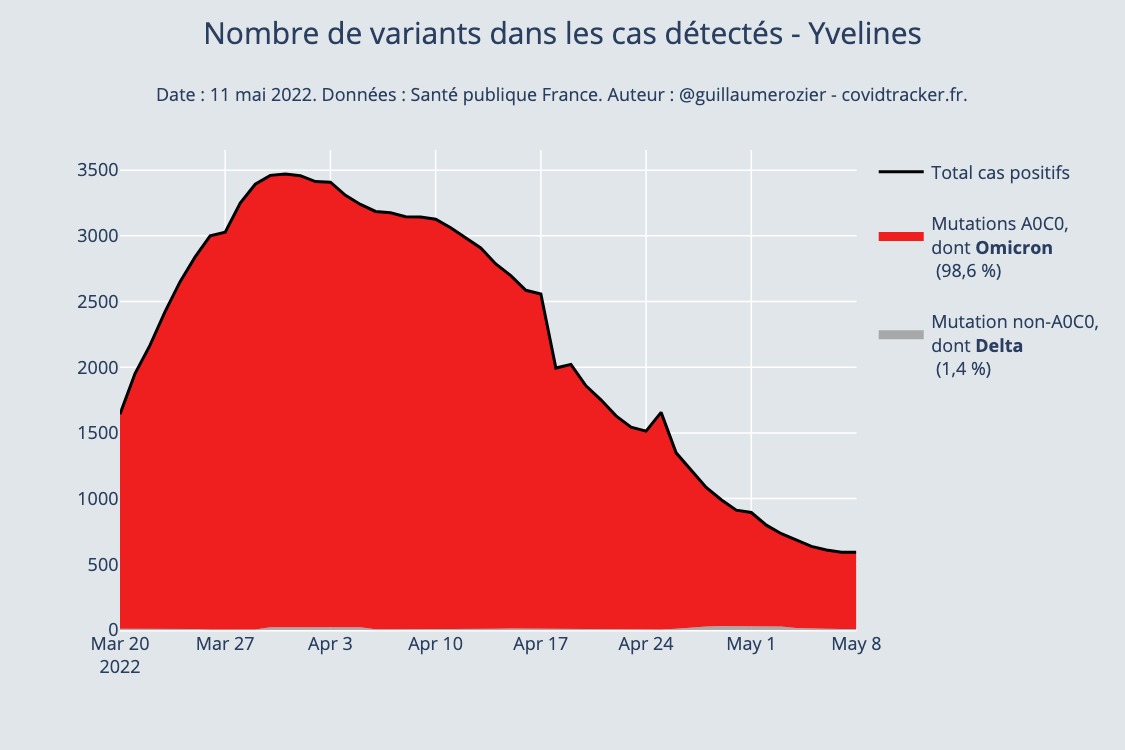 Nombre de variants dans les cas détectés - Yvelines
Date : 11 mai 2022. Données : Santé publique France. Auteur : @guillaumerozier - covidtracker.fr.
3500
3000
2500
2000
1500
1000
500
0
Mar 20
2022
Mar 27
Apr 3
Apr 10
Apr 17
Apr 24
May 1
May 8
Total cas positifs
Mutations A0C0,
dont Omicron
(98,6 %)
Mutation non-A0C0,
dont Delta
(1,4 %)